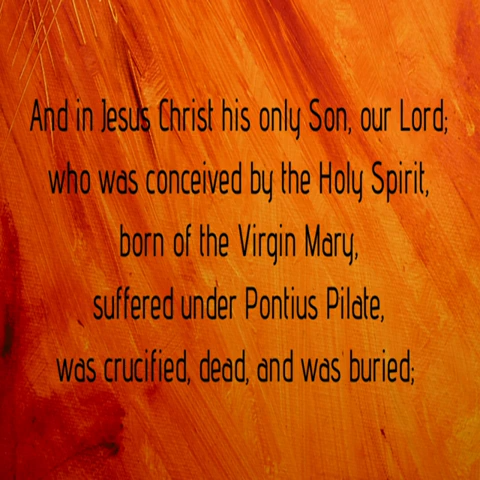 And in Jesus Christ his only Son, our Lord;
who was conceived by the Holy Spirit,
born of the Virgin Mary,
suffered under Pontius Pilate,
was crucified, dead, and was buried;